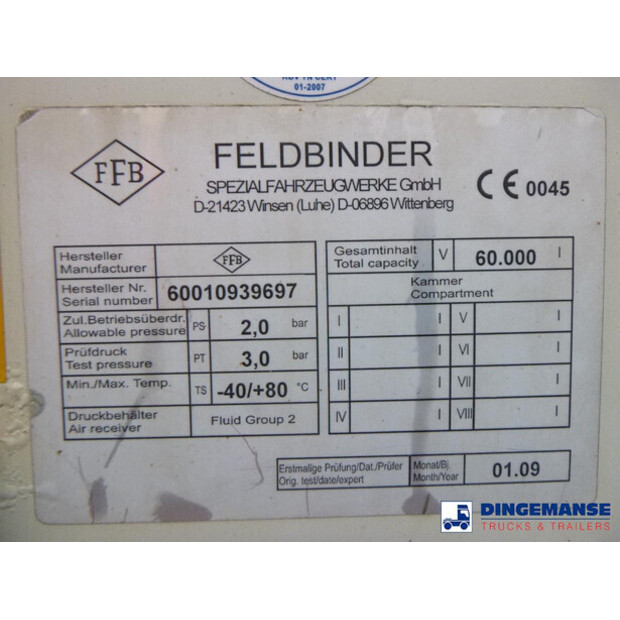 01-2007
FFB
FELDBINDER
SPEZIALFAHRZEUGWERKE GmbH
D-21423 Winsen (Luhe) D-06896 Wittenberg
CE 0045
Hersteller
Manufacturer
FFB
Hersteller Nr.
Serial number
60010939697
Zul.Betriebsüberdr.
Allowable pressure
PS
2,0 bar
Prüfdruck
Test pressure
PT
3,0 bar
Min./Max. Temp.
TS
-40/+80 °C
Druckbehälter
Air receiver
Fluid Group 2
Gesamtinhalt
Total capacity
V
60.000 l
Kammer
Compartment
I l V l
II l VI l
III l VII l
IV l VIII l
Erstmalige Prüfung/Dat./Prüfer
Orig. test/date/expert
Monat/Bj.
Month/Year
01.09
DINGEMANSE
TRUCKS & TRAILERS